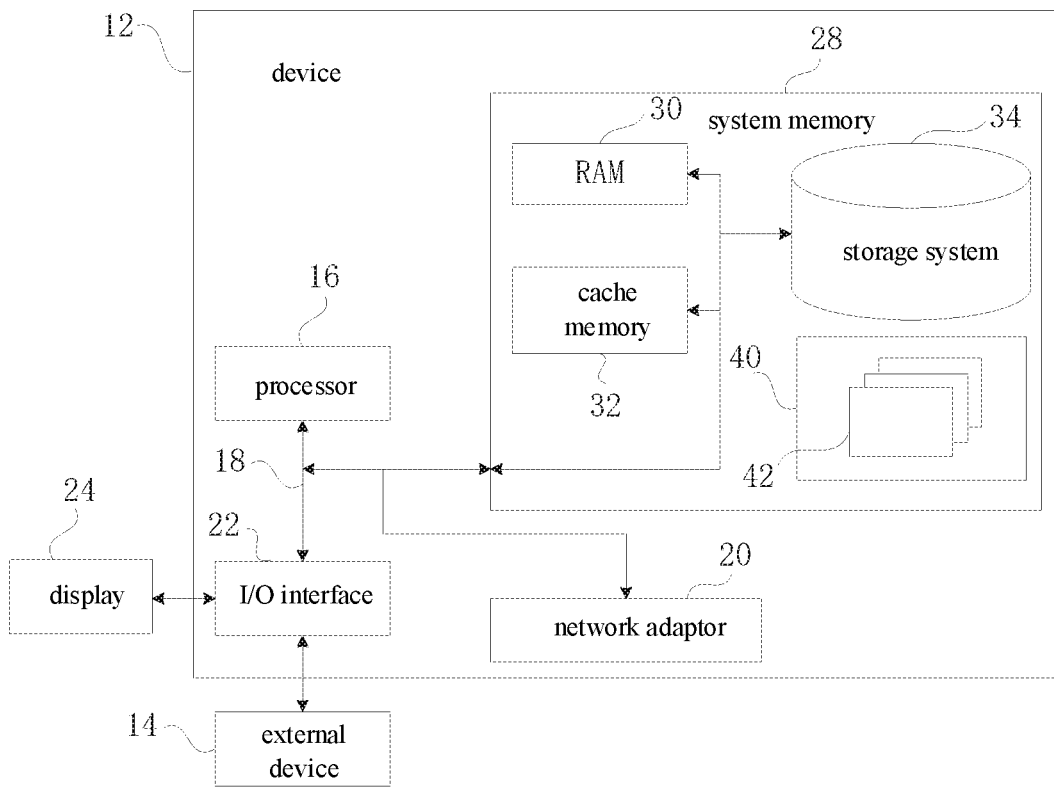 12
device
28
system memory
30
RAM
34
storage system
cache
memory
32
16
processor
40
42
18
24
22
display
I/O interface
20
network adaptor
14
external
device